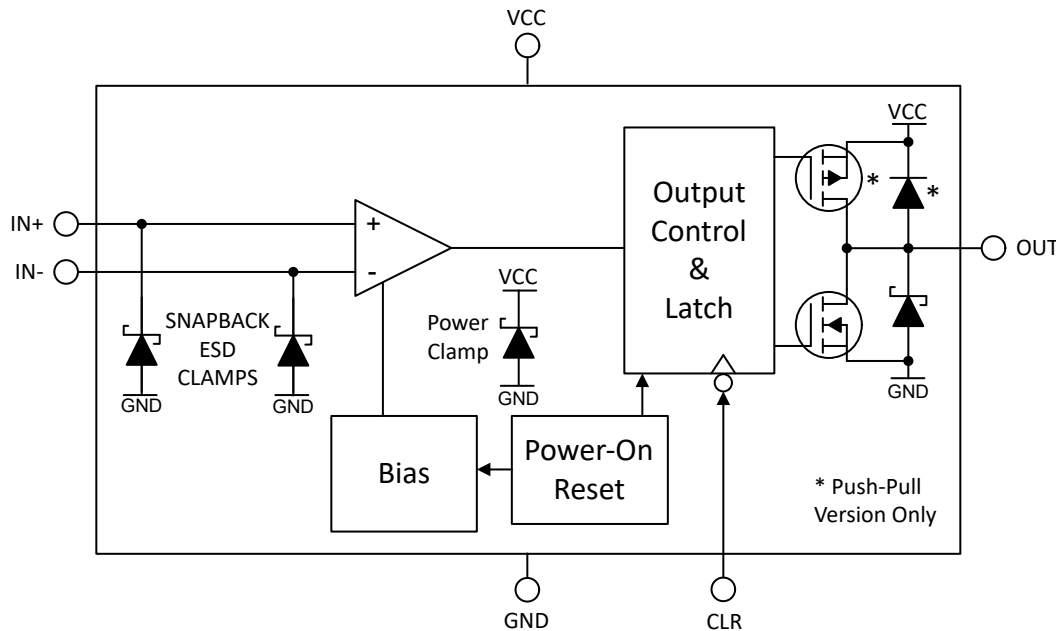 VCC
VCC
*
*
Output
Control
&
Latch
IN+
+
IN-
-
OUT
VCC
SNAPBACK
ESD
CLAMPS
Power
Clamp
GND
GND
GND
GND
Bias
Power-On
Reset
* Push-Pull
Version Only
GND
CLR